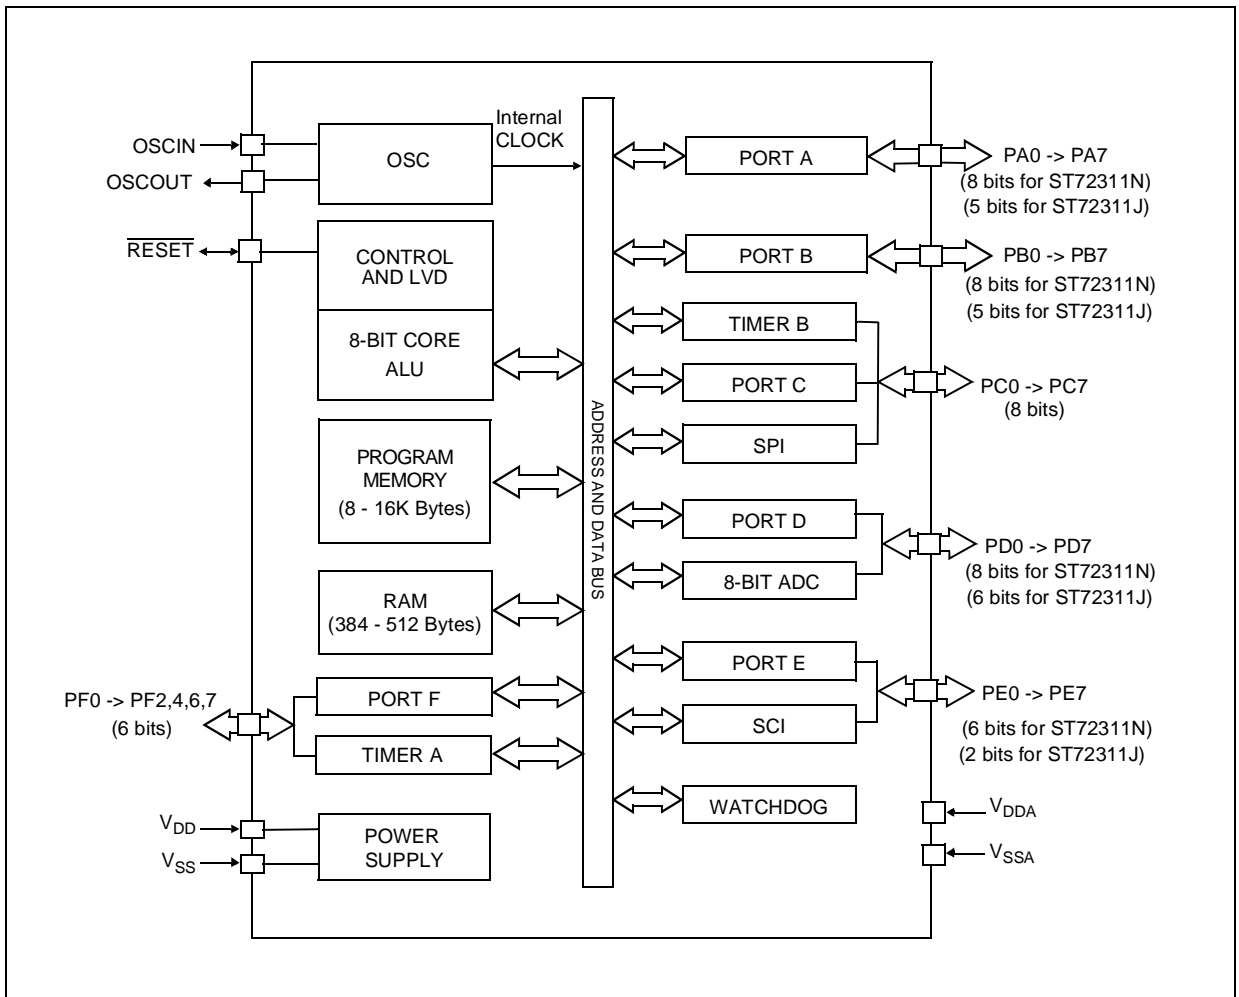 OSCIN
OSCOUT
RESET
OSC
Internal
CLOCK
CONTROL
AND LVD
8-BIT CORE
ALU
PROGRAM
MEMORY
(8 - 16K Bytes)
RAM
(384 - 512 Bytes)
PF0 -> PF2,4,6,7
(6 bits)
PORT F
TIMER A
VDD
VSS
POWER
SUPPLY
ADDRESS AND DATA BUS
PORT A
PA0 -> PA7
(8 bits for ST72311N)
(5 bits for ST72311J)
PORT B
PB0 -> PB7
(8 bits for ST72311N)
(5 bits for ST72311J)
TIMER B
PORT C
SPI
PC0 -> PC7
(8 bits)
PORT D
8-BIT ADC
PD0 -> PD7
(8 bits for ST72311N)
(6 bits for ST72311J)
PORT E
SCI
PE0 -> PE7
(6 bits for ST72311N)
(2 bits for ST72311J)
WATCHDOG
VDDA
VSSA